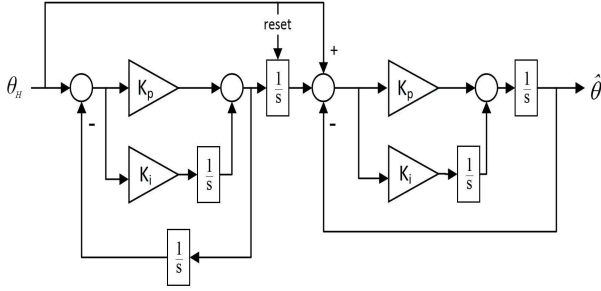 reset
+
θ_H
K_p
1/s
K_p
1/s
θ̂
-
-
K_i
1/s
K_i
1/s
1/s